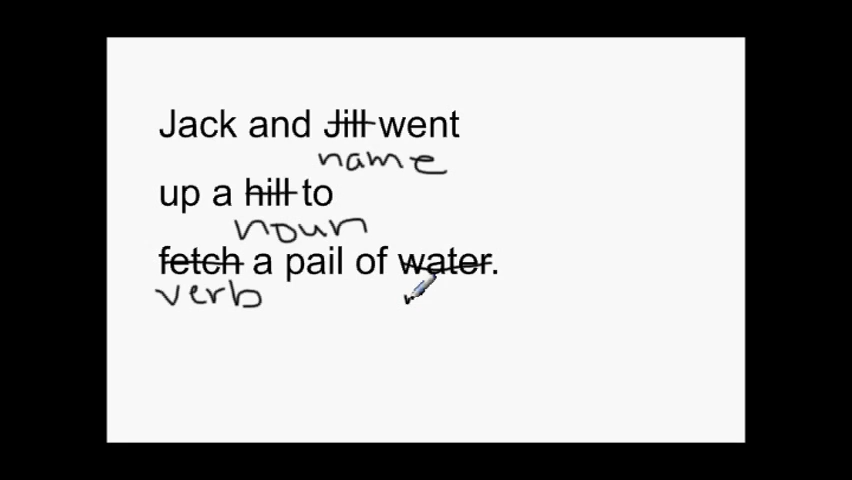 Jack and Jill went
name
up a hill to
noun
fetch a pail of water.
verb